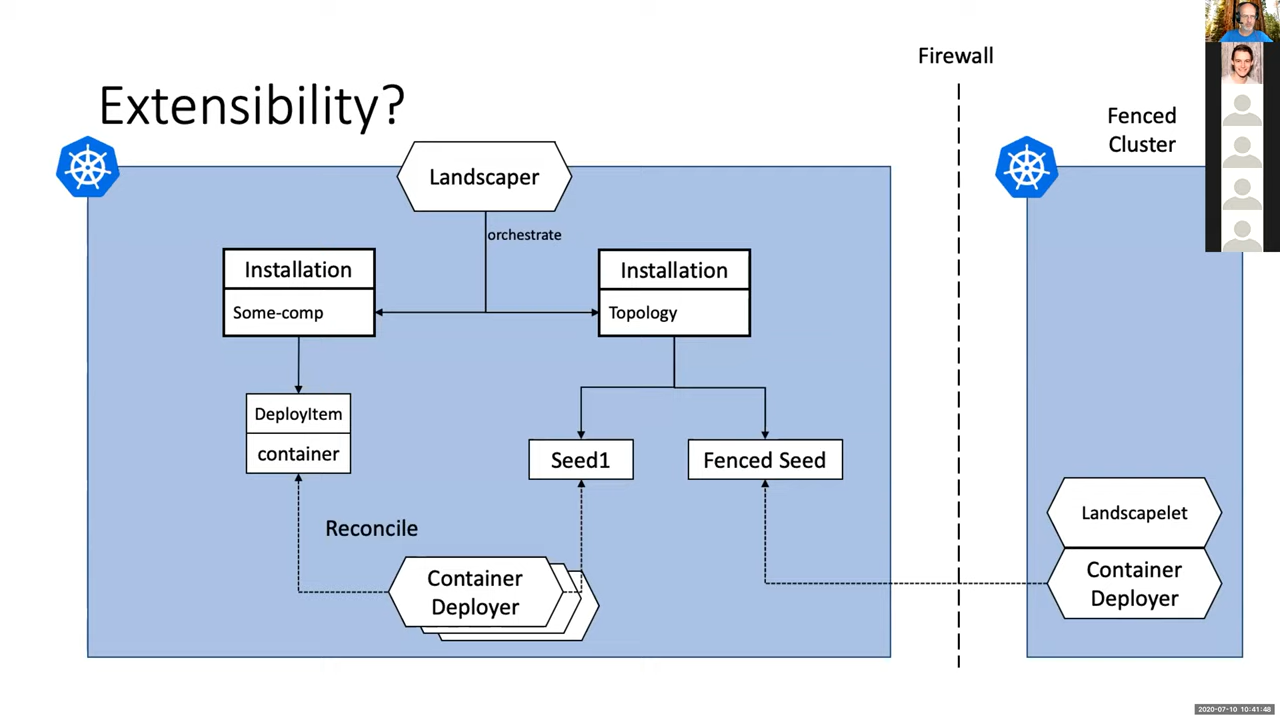 Firewall
Extensibility?
Fenced
Cluster
Landscaper
orchestrate
Installation
Some-comp
Installation
Topology
DeployItem
container
Seed1
Fenced Seed
Reconcile
Landscapelet
Container
Deployer
Container
Deployer
2020-07-10 10:41:48